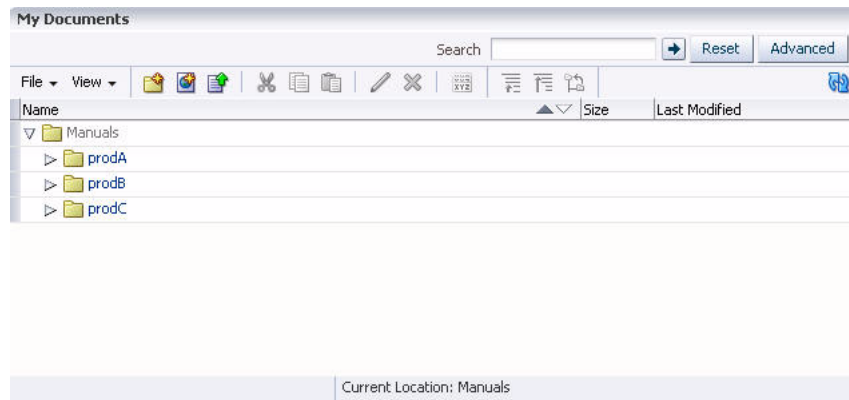 My Documents
Search Reset Advanced
File View
Name Size Last Modified
Manuals
prodA
prodB
prodC
Current Location: Manuals